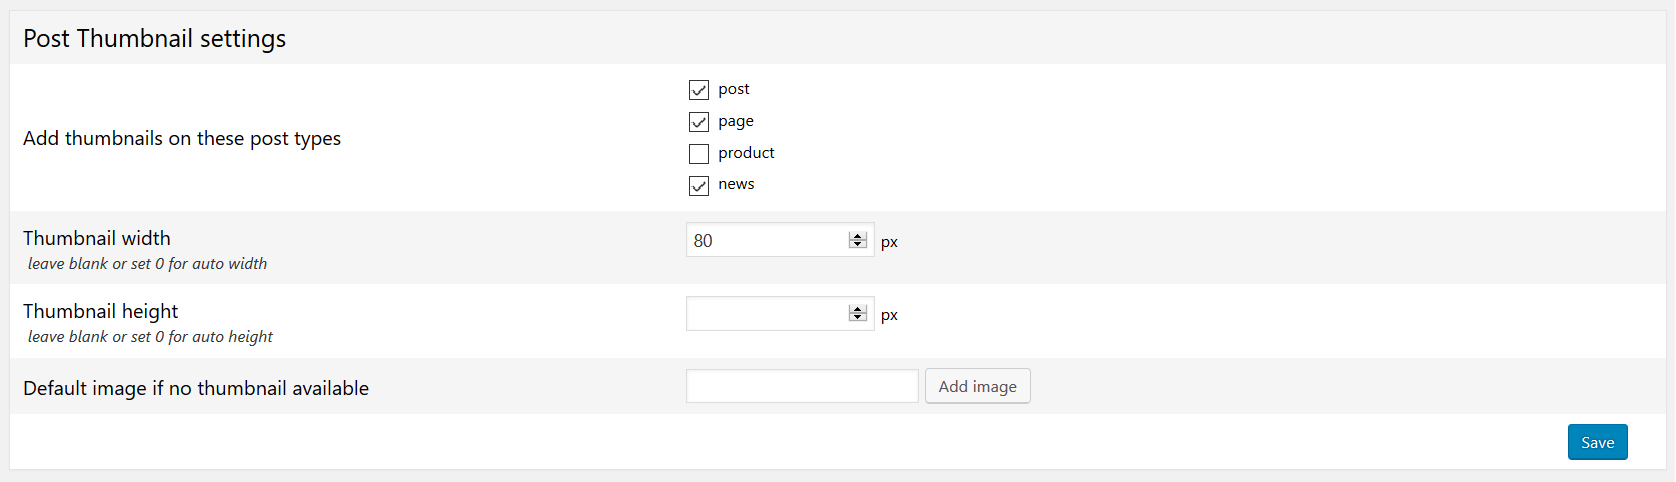 Post Thumbnail settings
Add thumbnails on these post types
post
page
product
news
Thumbnail width
leave blank or set 0 for auto width
80 px
Thumbnail height
leave blank or set 0 for auto height
px
Default image if no thumbnail available
Add image
Save